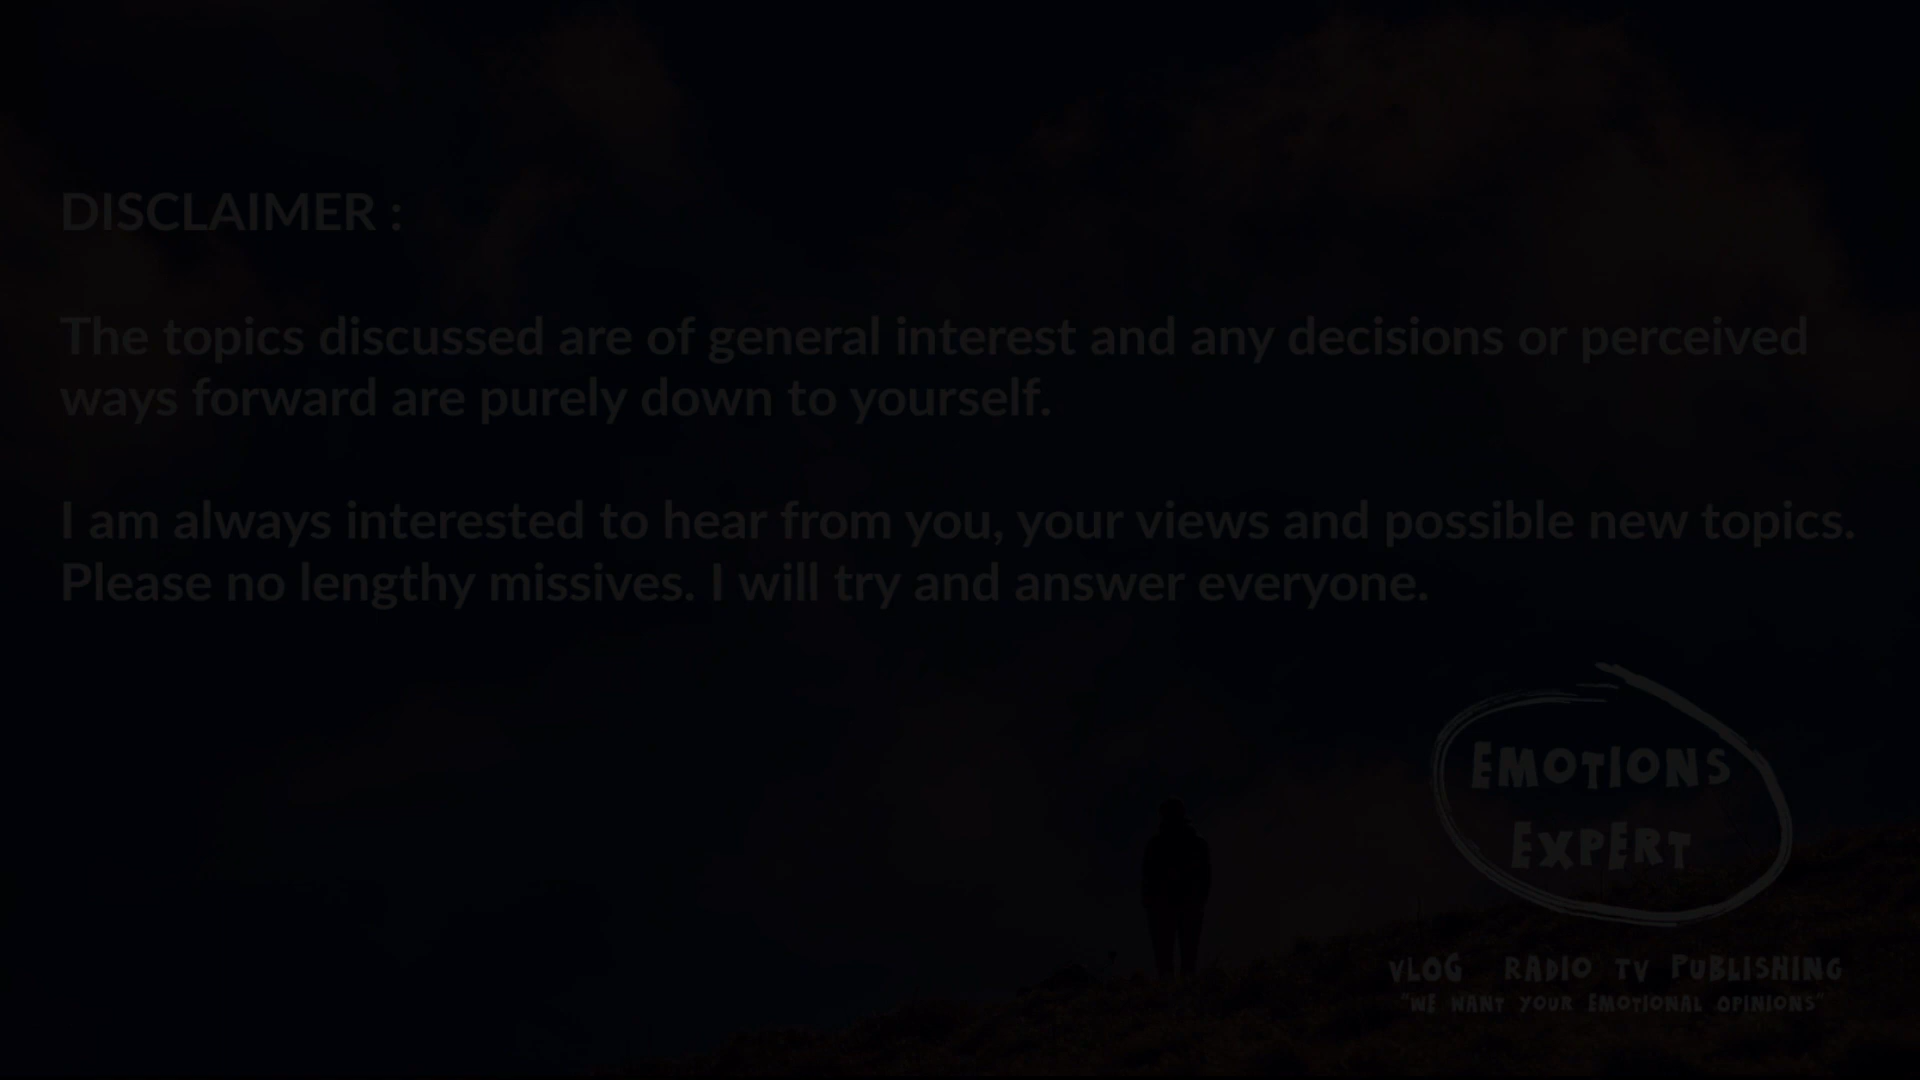 DISCLAIMER :
The topics discussed are of general interest and any decisions or perceived
ways forward are purely down to yourself.
I am always interested to hear from you, your views and possible new topics.
Please no lengthy missives. I will try and answer everyone.
EMOTIONS
EXPERT
VLOG RADIO TV PUBLISHING
"WE WANT YOUR EMOTIONAL OPINIONS"